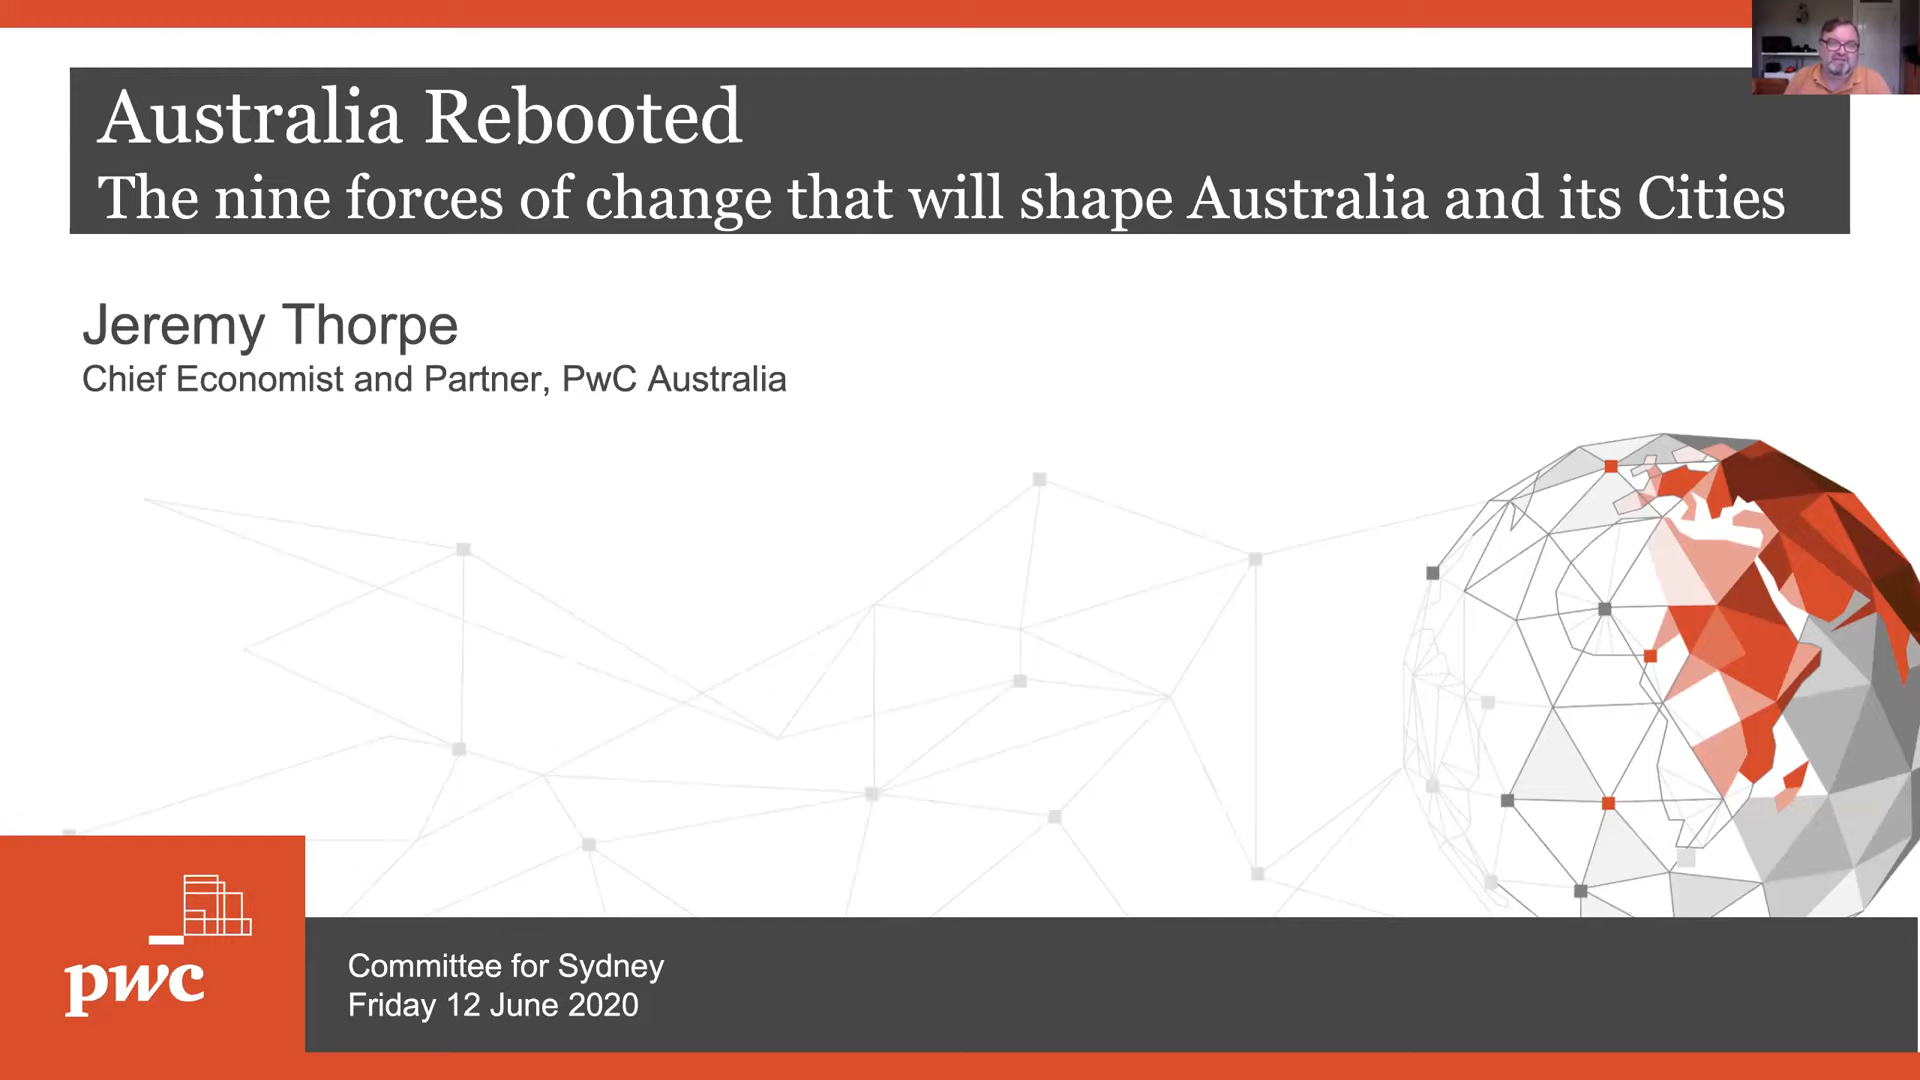 Australia Rebooted
The nine forces of change that will shape Australia and its Cities
Jeremy Thorpe
Chief Economist and Partner, PwC Australia
pwc
Committee for Sydney
Friday 12 June 2020